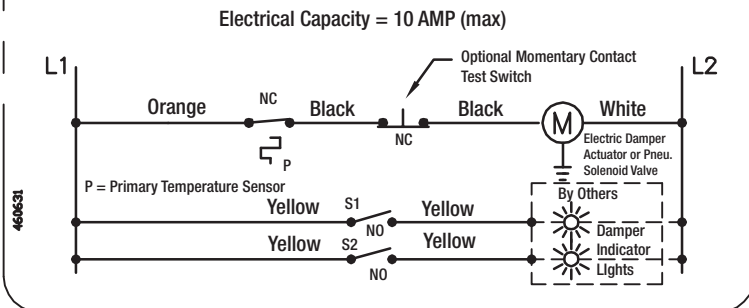 Electrical Capacity = 10 AMP (max)
L1
Optional Momentary Contact
Test Switch
L2
Orange
NC
Black
NC
Black
M
White
Electric Damper
Actuator or Pneu.
Solenoid Valve
P
P = Primary Temperature Sensor
By Others
Yellow
S1
NO
Yellow
Damper
Indicator
LIghts
Yellow
S2
NO
Yellow
460631